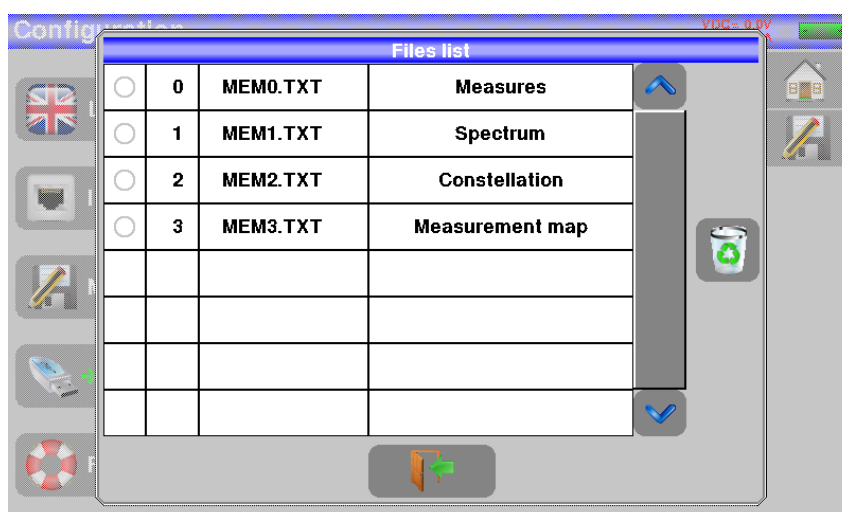 VDC= 0.0V
Files list
0 MEM0.TXT Measures
1 MEM1.TXT Spectrum
2 MEM2.TXT Constellation
3 MEM3.TXT Measurement map